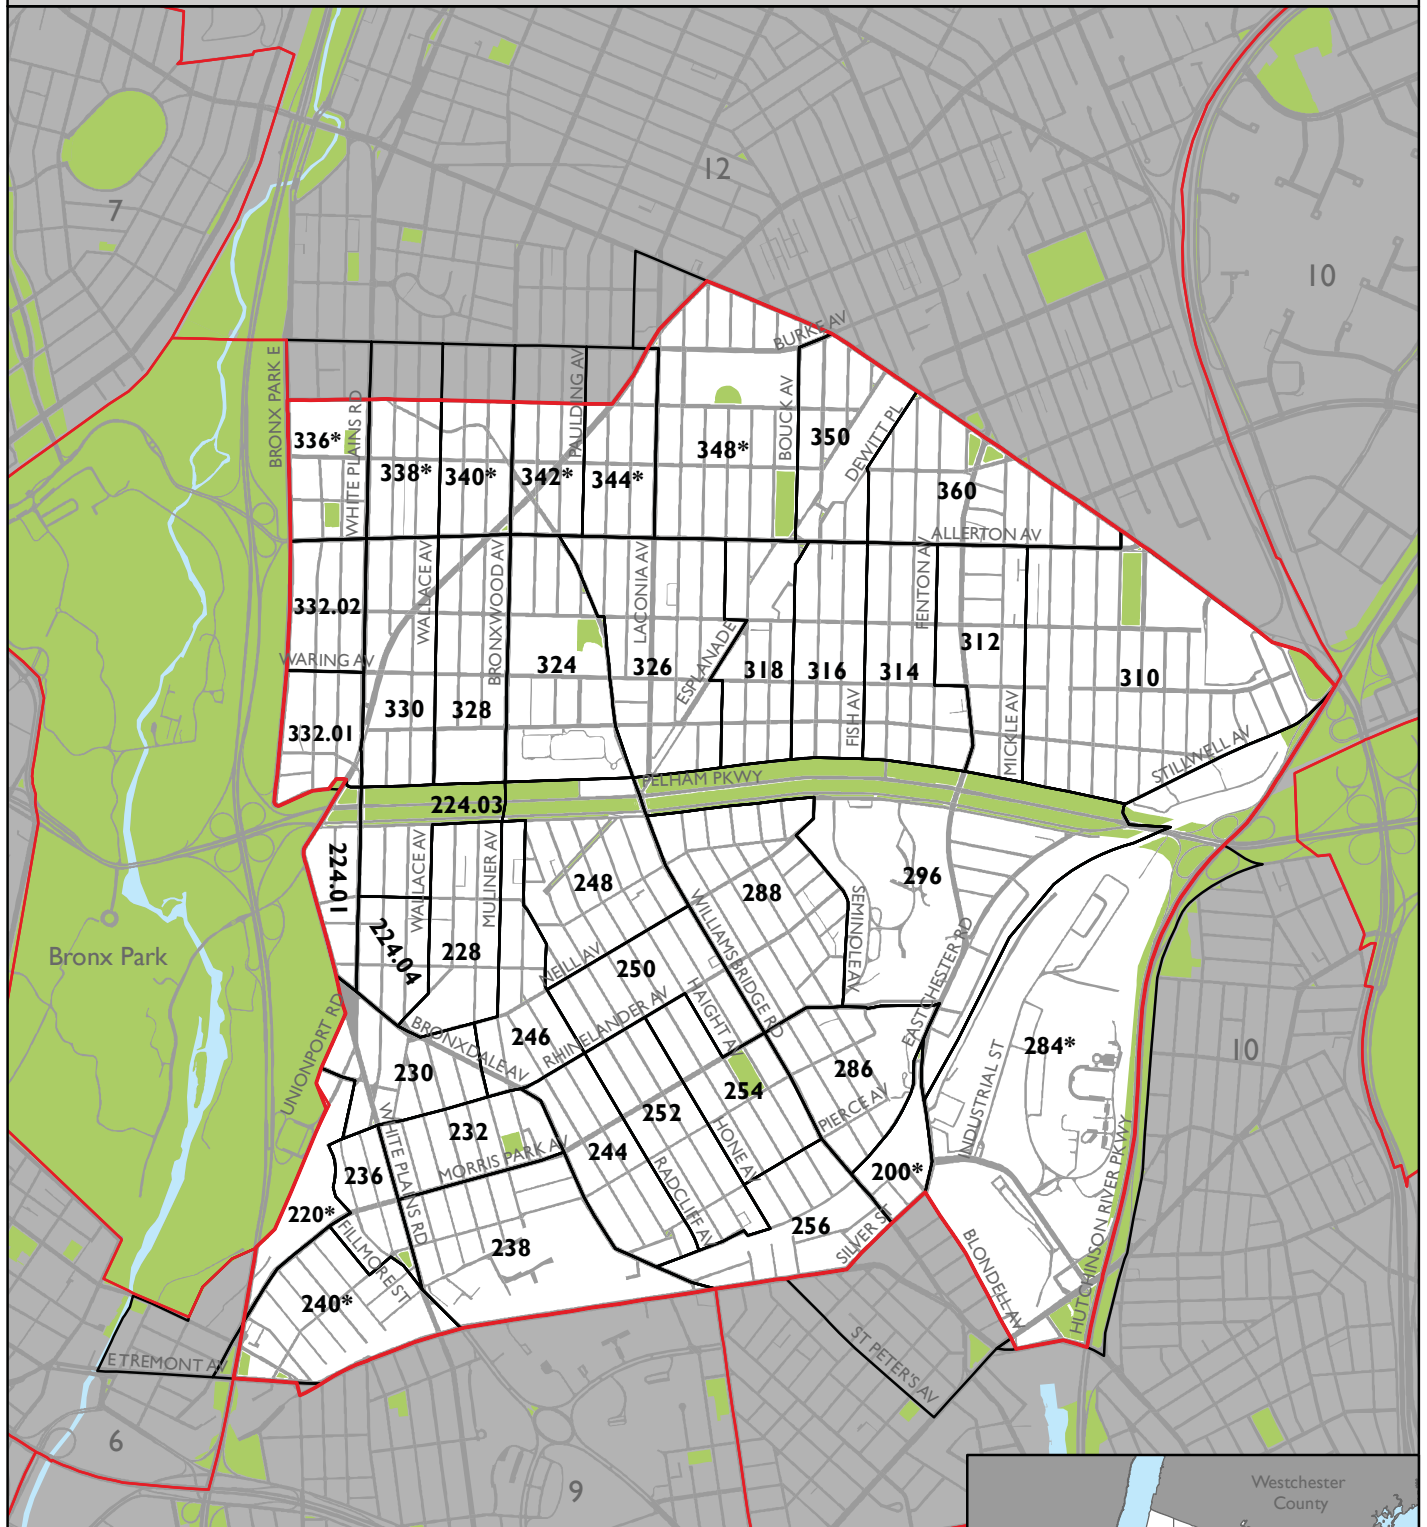 12
7
10
BURKE AV
BRONX PARK E
WHITE PLAINS RD
PAULDING AV
BOUCK AV
DEWITT PL
336*
338*
340*
342*
344*
348*
350
360
ALLERTON AV
WALLACE AV
BRONXWOOD AV
LACONIA AV
FENTON AV
332.02
WARING AV
324
326
ESPLANADE
318
316
314
312
310
332.01
330
328
FISH AV
MICKLE AV
STILLWELL AV
PELHAM PKWY
224.03
224.01
WALLACE AV
MULINER AV
248
288
296
SEMINOLE AV
WILLIAMSBRIDGE RD
EASTCHESTER RD
Bronx Park
224.04
228
NEILL AV
250
HAIGHT AV
UNIONPORT RD
BRONXDALE AV
246
RHINELANDER AV
284*
10
230
286
INDUSTRIAL ST
254
PIERCE AV
252
WHITE PLAINS RD
232
MORRIS PARK AV
244
HONE AV
RADCLIFF AV
236
200*
HUTCHINSON RIVER PKWY
220*
FILLMORE ST
238
256
SILVER ST
BLONDELL AV
240*
E TREMONT AV
ST PETER'S AV
6
9
Westchester
County